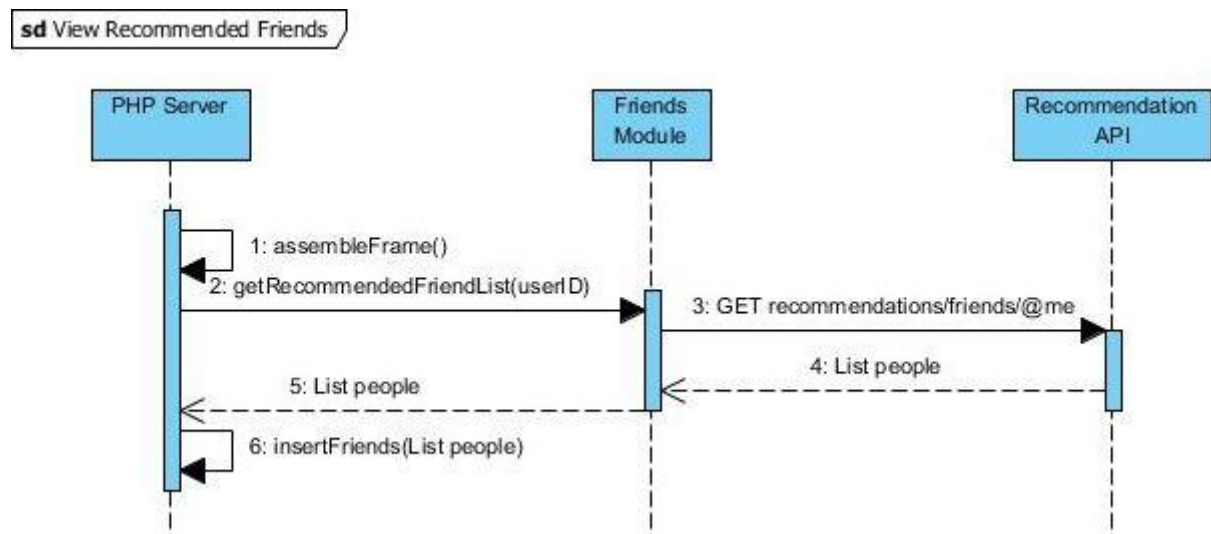 sd View Recommended Friends
PHP Server
Friends
Module
Recommendation
API
1: assembleFrame()
2: getRecommendedFriendList(userID)
3: GET recommendations/friends/@me
4: List people
5: List people
6: insertFriends(List people)